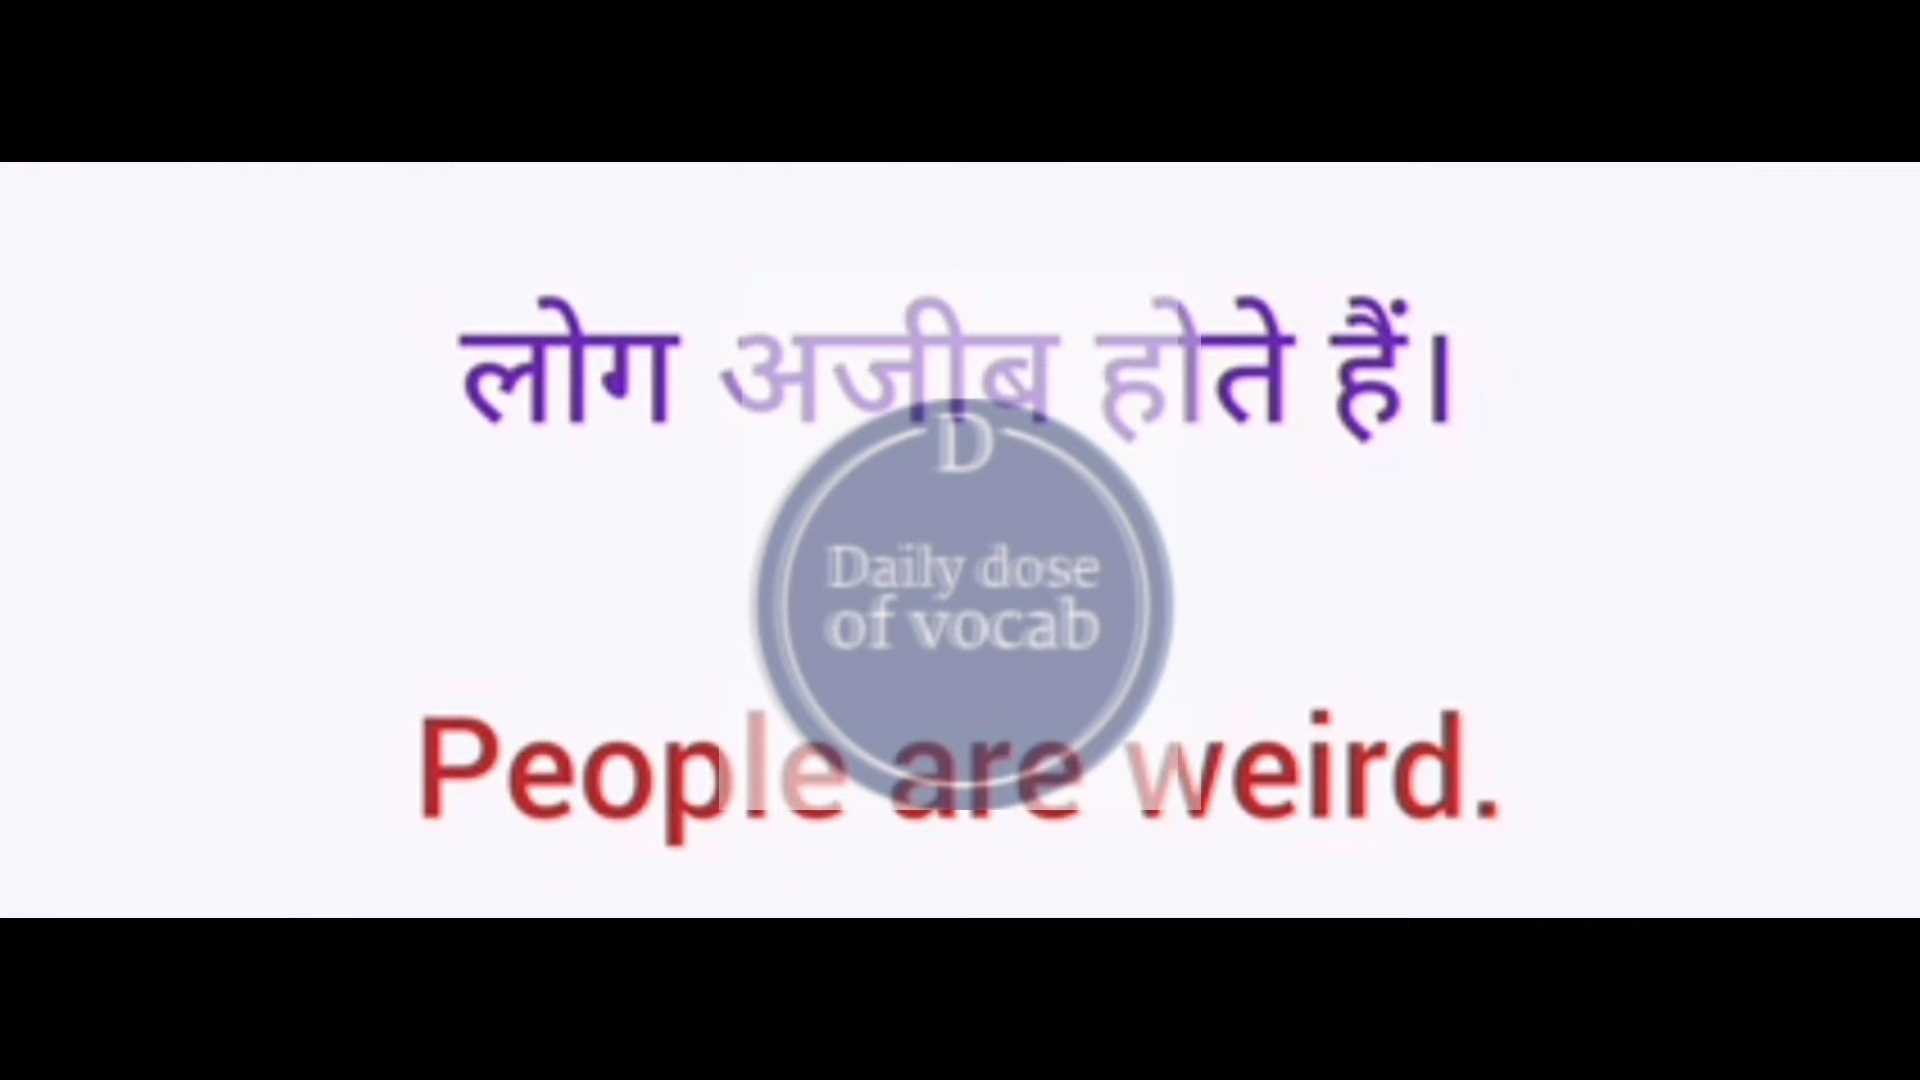 लोग अजीब होते हैं।
D
Daily dose
of vocab
People are weird.